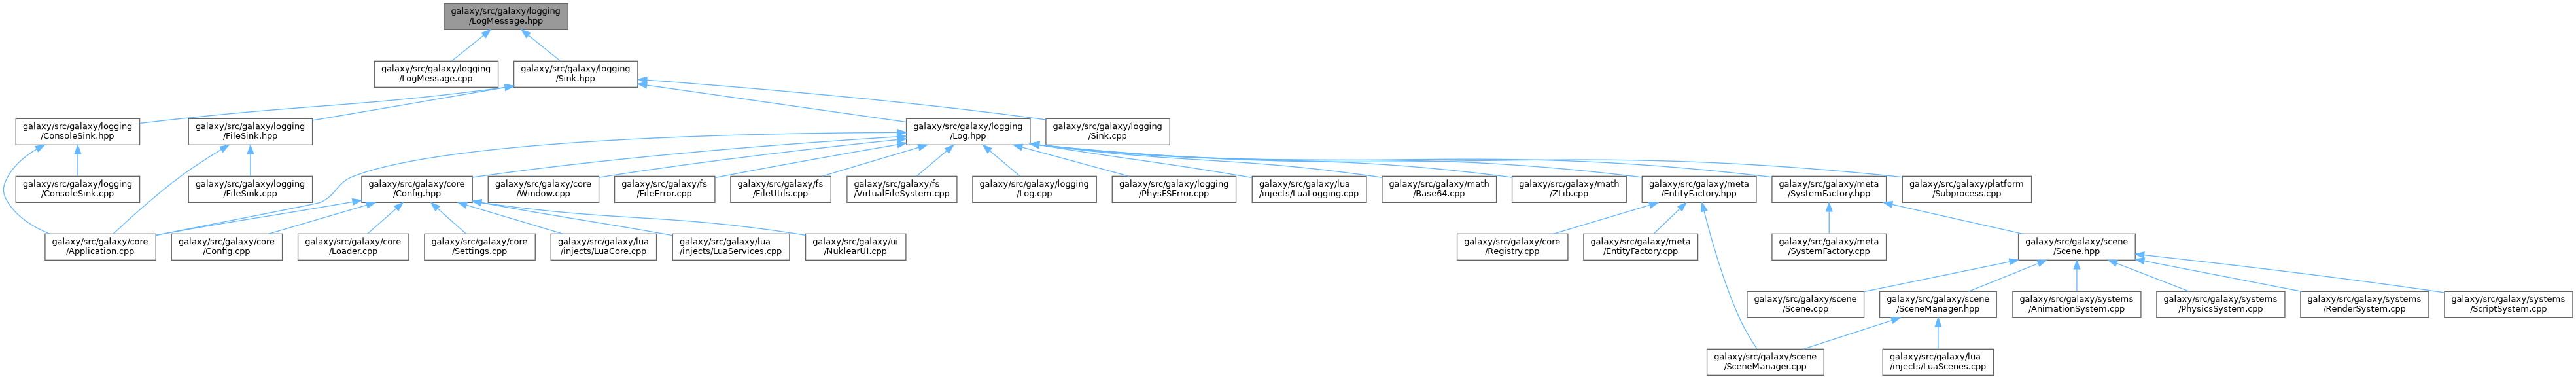 galaxy/src/galaxy/logging
/LogMessage.hpp
galaxy/src/galaxy/logging
/LogMessage.cpp
galaxy/src/galaxy/logging
/Sink.hpp
galaxy/src/galaxy/logging
/ConsoleSink.hpp
galaxy/src/galaxy/logging
/FileSink.hpp
galaxy/src/galaxy/logging
/Log.hpp
galaxy/src/galaxy/logging
/Sink.cpp
galaxy/src/galaxy/logging
/ConsoleSink.cpp
galaxy/src/galaxy/logging
/FileSink.cpp
galaxy/src/galaxy/core
/Config.hpp
galaxy/src/galaxy/core
/Window.cpp
galaxy/src/galaxy/fs
/FileError.cpp
galaxy/src/galaxy/fs
/FileUtils.cpp
galaxy/src/galaxy/fs
/VirtualFileSystem.cpp
galaxy/src/galaxy/logging
/Log.cpp
galaxy/src/galaxy/logging
/PhysFSError.cpp
galaxy/src/galaxy/lua
/injects/LuaLogging.cpp
galaxy/src/galaxy/math
/Base64.cpp
galaxy/src/galaxy/math
/ZLib.cpp
galaxy/src/galaxy/meta
/EntityFactory.hpp
galaxy/src/galaxy/meta
/SystemFactory.hpp
galaxy/src/galaxy/platform
/Subprocess.cpp
galaxy/src/galaxy/core
/Application.cpp
galaxy/src/galaxy/core
/Config.cpp
galaxy/src/galaxy/core
/Loader.cpp
galaxy/src/galaxy/core
/Settings.cpp
galaxy/src/galaxy/lua
/injects/LuaCore.cpp
galaxy/src/galaxy/lua
/injects/LuaServices.cpp
galaxy/src/galaxy/ui
/NuklearUI.cpp
galaxy/src/galaxy/core
/Registry.cpp
galaxy/src/galaxy/meta
/EntityFactory.cpp
galaxy/src/galaxy/meta
/SystemFactory.cpp
galaxy/src/galaxy/scene
/Scene.hpp
galaxy/src/galaxy/scene
/Scene.cpp
galaxy/src/galaxy/scene
/SceneManager.hpp
galaxy/src/galaxy/systems
/AnimationSystem.cpp
galaxy/src/galaxy/systems
/PhysicsSystem.cpp
galaxy/src/galaxy/systems
/RenderSystem.cpp
galaxy/src/galaxy/systems
/ScriptSystem.cpp
galaxy/src/galaxy/scene
/SceneManager.cpp
galaxy/src/galaxy/lua
/injects/LuaScenes.cpp